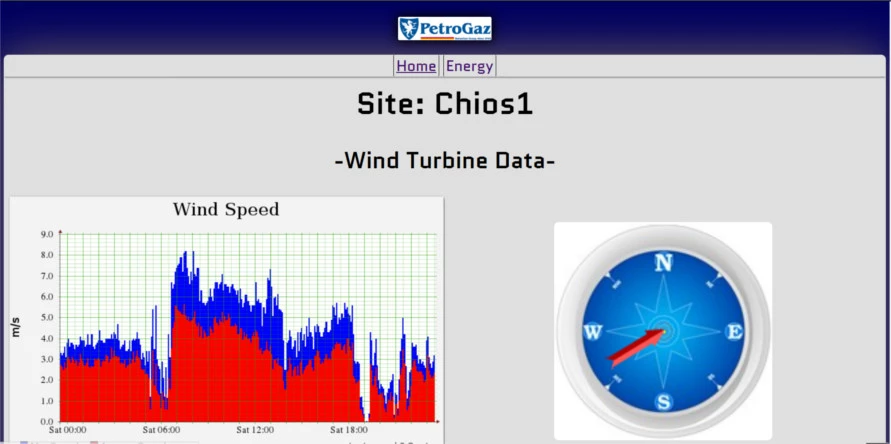 PetroGaz
Home Energy
Site: Chios1
-Wind Turbine Data-
Wind Speed
9.0
8.0
7.0
6.0
5.0
4.0
3.0
2.0
1.0
0.0
m/s
Sat 00:00 Sat 06:00 Sat 12:00 Sat 18:00
N
W E
S